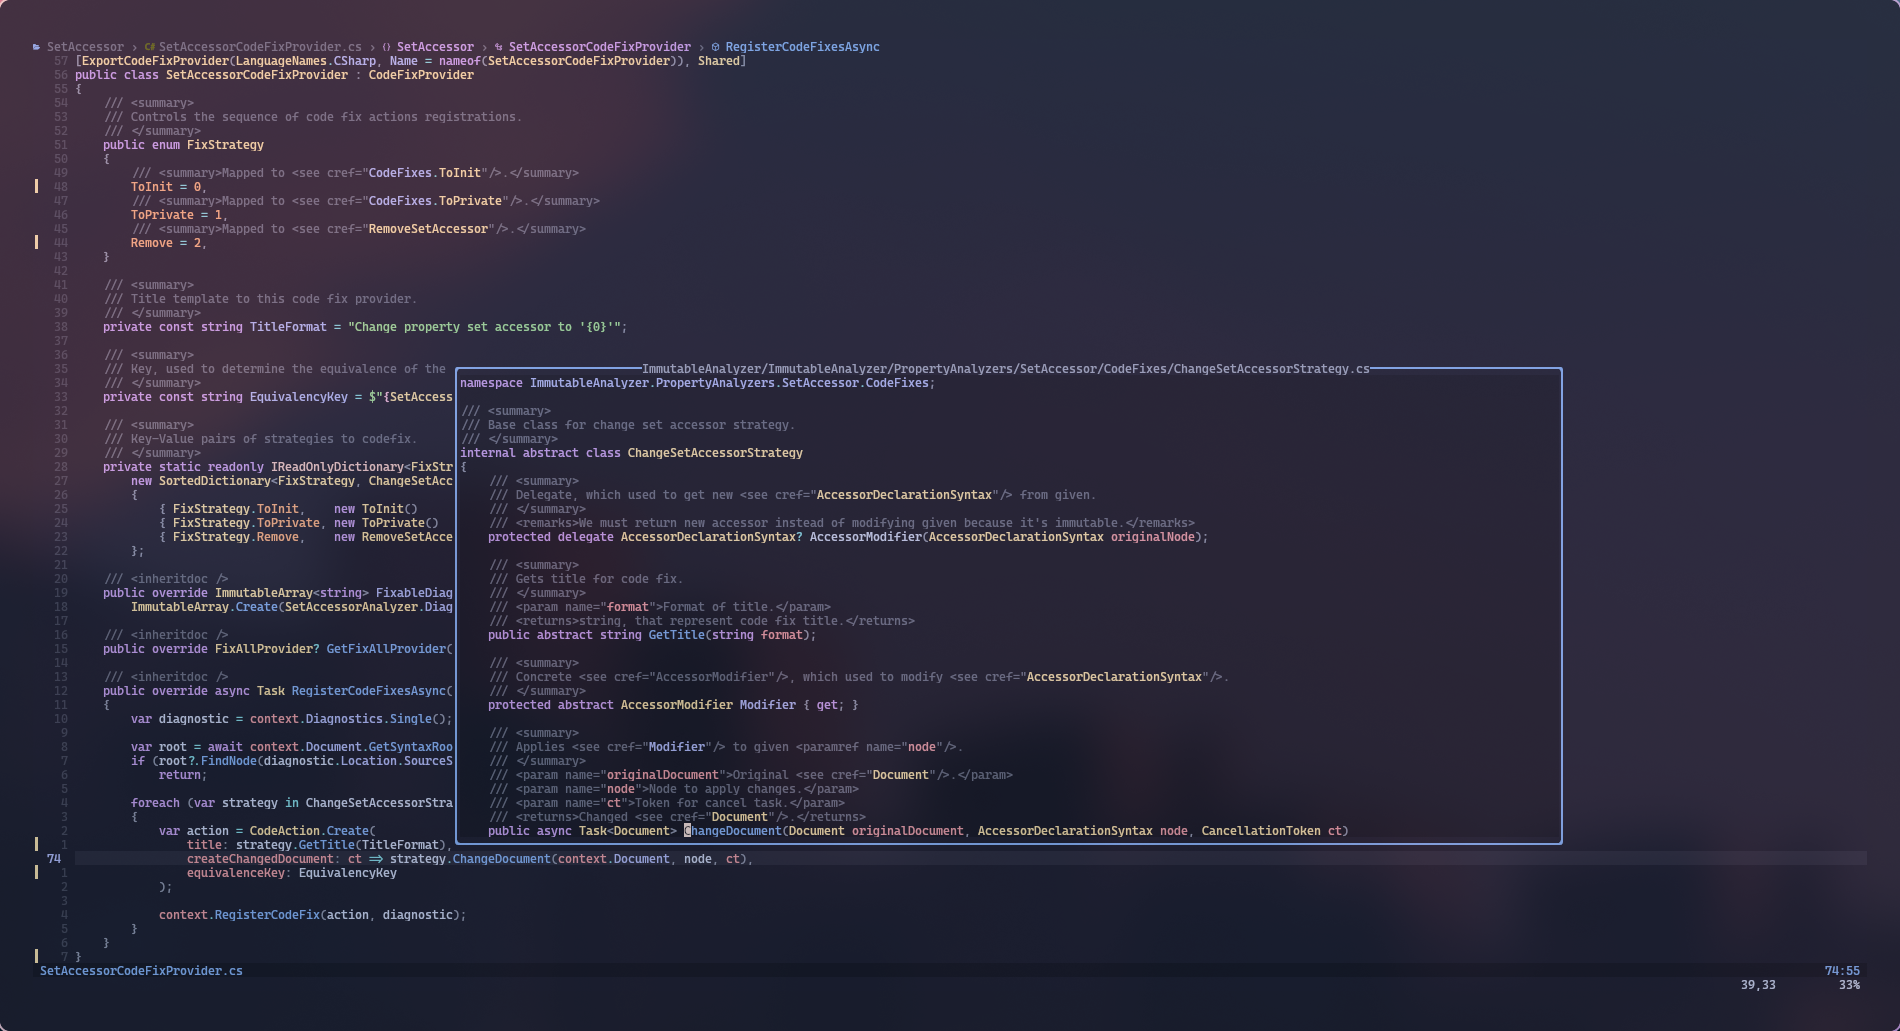 SetAccessor › C# SetAccessorCodeFixProvider.cs › {} SetAccessor › SetAccessorCodeFixProvider › RegisterCodeFixesAsync
57 [ExportCodeFixProvider(LanguageNames.CSharp, Name = nameof(SetAccessorCodeFixProvider)), Shared]
56 public class SetAccessorCodeFixProvider : CodeFixProvider
55 {
54     /// <summary>
53     /// Controls the sequence of code fix actions registrations.
52     /// </summary>
51     public enum FixStrategy
50     {
49         /// <summary>Mapped to <see cref="CodeFixes.ToInit"/>.</summary>
48         ToInit = 0,
47         /// <summary>Mapped to <see cref="CodeFixes.ToPrivate"/>.</summary>
46         ToPrivate = 1,
45         /// <summary>Mapped to <see cref="RemoveSetAccessor"/>.</summary>
44         Remove = 2,
43     }
42
41     /// <summary>
40     /// Title template to this code fix provider.
39     /// </summary>
38     private const string TitleFormat = "Change property set accessor to '{0}'";
37
36     /// <summary>
35     /// Key, used to determine the equivalence of the
34     /// </summary>
33     private const string EquivalencyKey = $"{SetAccess
32
31     /// <summary>
30     /// Key-Value pairs of strategies to codefix.
29     /// </summary>
28     private static readonly IReadOnlyDictionary<FixStr
27         new SortedDictionary<FixStrategy, ChangeSetAcc
26         {
25             { FixStrategy.ToInit,    new ToInit()
24             { FixStrategy.ToPrivate, new ToPrivate()
23             { FixStrategy.Remove,    new RemoveSetAcce
22         };
21
20     /// <inheritdoc />
19     public override ImmutableArray<string> FixableDiag
18         ImmutableArray.Create(SetAccessorAnalyzer.Diag
17
16     /// <inheritdoc />
15     public override FixAllProvider? GetFixAllProvider(
14
13     /// <inheritdoc />
12     public override async Task RegisterCodeFixesAsync(
11     {
10         var diagnostic = context.Diagnostics.Single();
9
8         var root = await context.Document.GetSyntaxRoo
7         if (root?.FindNode(diagnostic.Location.SourceS
6             return;
5
4         foreach (var strategy in ChangeSetAccessorStra
3         {
2             var action = CodeAction.Create(
1                 title: strategy.GetTitle(TitleFormat),
74                 createChangedDocument: ct => strategy.ChangeDocument(context.Document, node, ct),
1                 equivalenceKey: EquivalencyKey
2             );
3
4             context.RegisterCodeFix(action, diagnostic);
5         }
6     }
7 }
ImmutableAnalyzer/ImmutableAnalyzer/PropertyAnalyzers/SetAccessor/CodeFixes/ChangeSetAccessorStrategy.cs
namespace ImmutableAnalyzer.PropertyAnalyzers.SetAccessor.CodeFixes;
/// <summary>
/// Base class for change set accessor strategy.
/// </summary>
internal abstract class ChangeSetAccessorStrategy
{
    /// <summary>
    /// Delegate, which used to get new <see cref="AccessorDeclarationSyntax"/> from given.
    /// </summary>
    /// <remarks>We must return new accessor instead of modifying given because it's immutable.</remarks>
    protected delegate AccessorDeclarationSyntax? AccessorModifier(AccessorDeclarationSyntax originalNode);
    /// <summary>
    /// Gets title for code fix.
    /// </summary>
    /// <param name="format">Format of title.</param>
    /// <returns>string, that represent code fix title.</returns>
    public abstract string GetTitle(string format);
    /// <summary>
    /// Concrete <see cref="AccessorModifier"/>, which used to modify <see cref="AccessorDeclarationSyntax"/>.
    /// </summary>
    protected abstract AccessorModifier Modifier { get; }
    /// <summary>
    /// Applies <see cref="Modifier"/> to given <paramref name="node"/>.
    /// </summary>
    /// <param name="originalDocument">Original <see cref="Document"/>.</param>
    /// <param name="node">Node to apply changes.</param>
    /// <param name="ct">Token for cancel task.</param>
    /// <returns>Changed <see cref="Document"/>.</returns>
    public async Task<Document> ChangeDocument(Document originalDocument, AccessorDeclarationSyntax node, CancellationToken ct)
SetAccessorCodeFixProvider.cs 74:55
39,33 33%